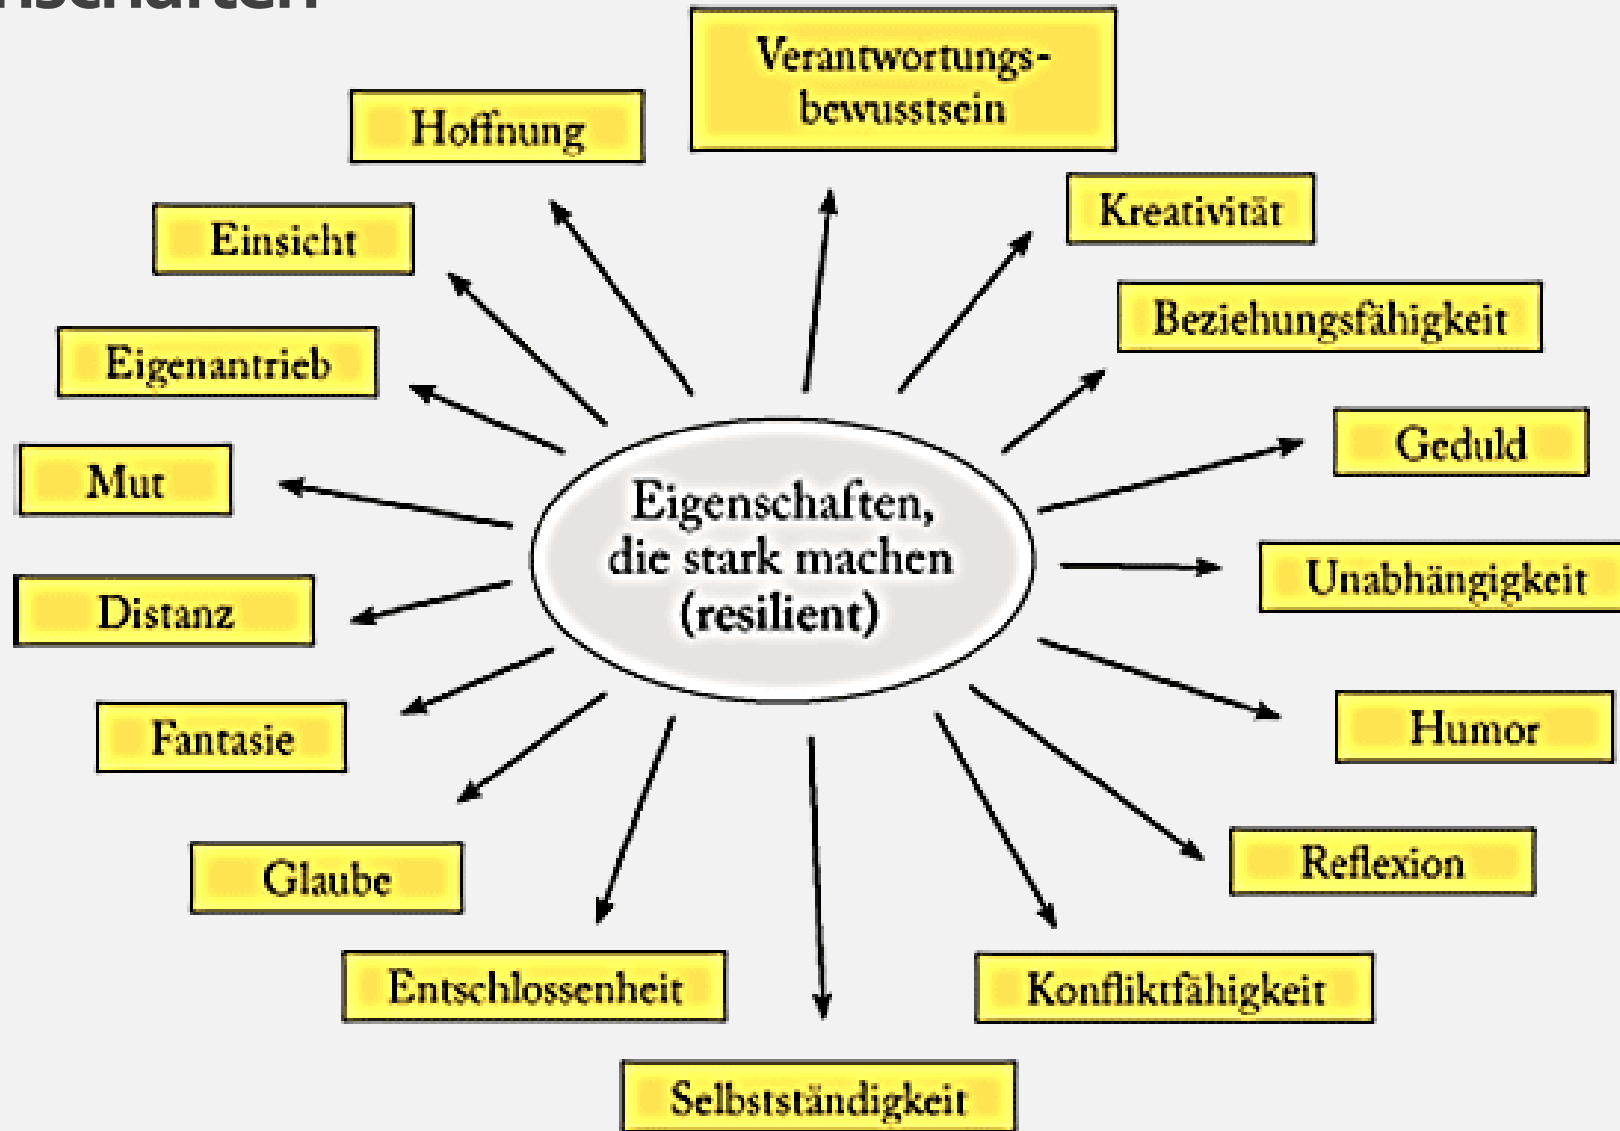 nschaften
Verantwortungs-
bewusstsein
Hoffnung
Kreativität
Einsicht
Beziehungsfähigkeit
Eigenantrieb
Geduld
Mut
Eigenschaften,
die stark machen
(resilient)
Unabhängigkeit
Distanz
Humor
Fantasie
Reflexion
Glaube
Entschlossenheit
Konfliktfähigkeit
Selbstständigkeit